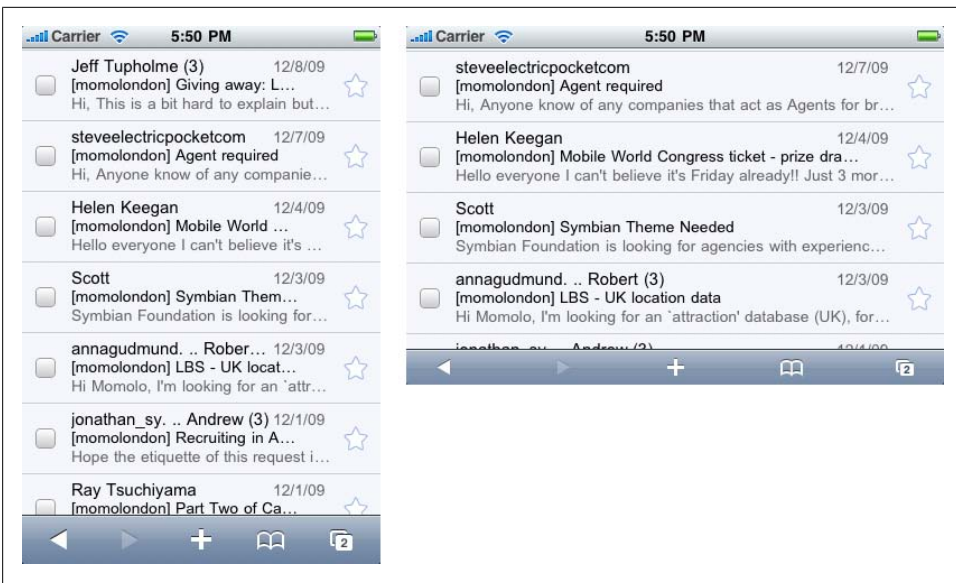 Carrier 5:50 PM
Jeff Tupholme (3) 12/8/09
[momolondon] Giving away: L...
Hi, This is a bit hard to explain but...
steveelectricpocketcom 12/7/09
[momolondon] Agent required
Hi, Anyone know of any companie...
Helen Keegan 12/4/09
[momolondon] Mobile World ...
Hello everyone I can't believe it's ...
Scott 12/3/09
[momolondon] Symbian Them...
Symbian Foundation is looking for...
annagudmund. .. Rober... 12/3/09
[momolondon] LBS - UK locat...
Hi Momolo, I'm looking for an `attr...
jonathan_sy. .. Andrew (3) 12/1/09
[momolondon] Recruiting in A...
Hope the etiquette of this request i...
Ray Tsuchiyama 12/1/09
[momolondon] Part Two of Ca...
2
Carrier 5:50 PM
steveelectricpocketcom 12/7/09
[momolondon] Agent required
Hi, Anyone know of any companies that act as Agents for br...
Helen Keegan 12/4/09
[momolondon] Mobile World Congress ticket - prize dra...
Hello everyone I can't believe it's Friday already!! Just 3 mor...
Scott 12/3/09
[momolondon] Symbian Theme Needed
Symbian Foundation is looking for agencies with experienc...
annagudmund. .. Robert (3) 12/3/09
[momolondon] LBS - UK location data
Hi Momolo, I'm looking for an `attraction' database (UK), for...
jonathan_sy. .. Andrew (3) 12/1/09
2